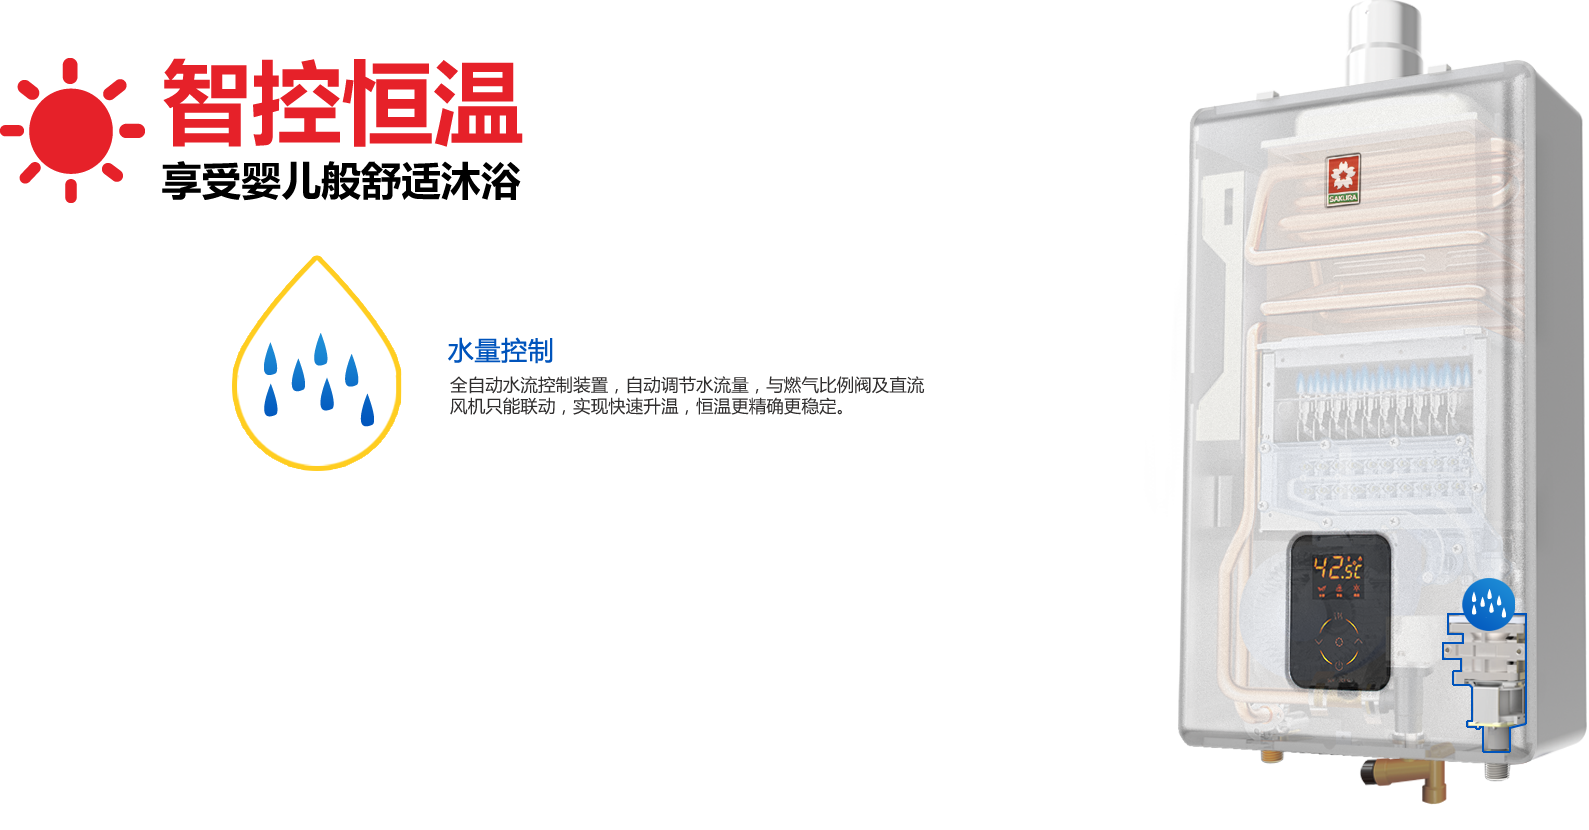 智控恒温
享受婴儿般舒适沐浴
水量控制
全自动水流控制装置，自动调节水流量，与燃气比例阀及直流
风机只能联动，实现快速升温，恒温更精确更稳定。
SAKURA
42.5℃